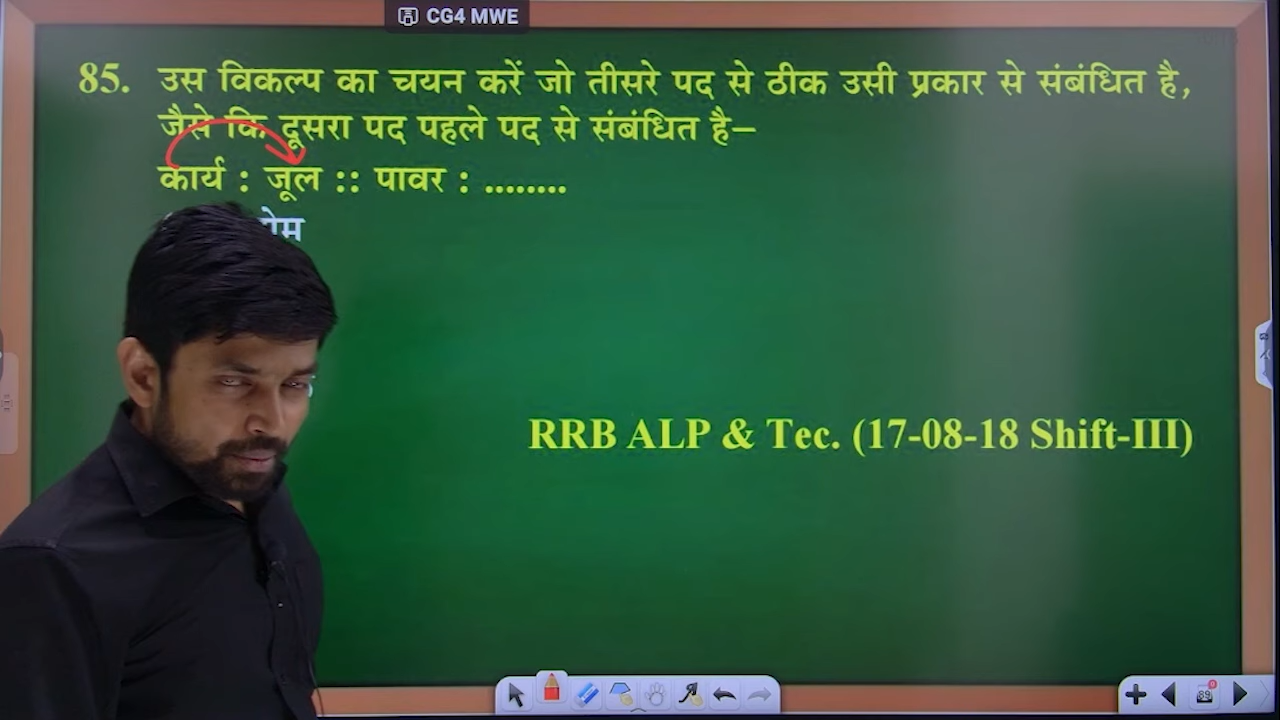 CG4 MWE
85. उस विकल्प का चयन करें जो तीसरे पद से ठीक उसी प्रकार से संबंधित है,
जैसे कि दूसरा पद पहले पद से संबंधित है–
कार्य : जूल :: पावर : ........
RRB ALP & Tec. (17-08-18 Shift-III)
89